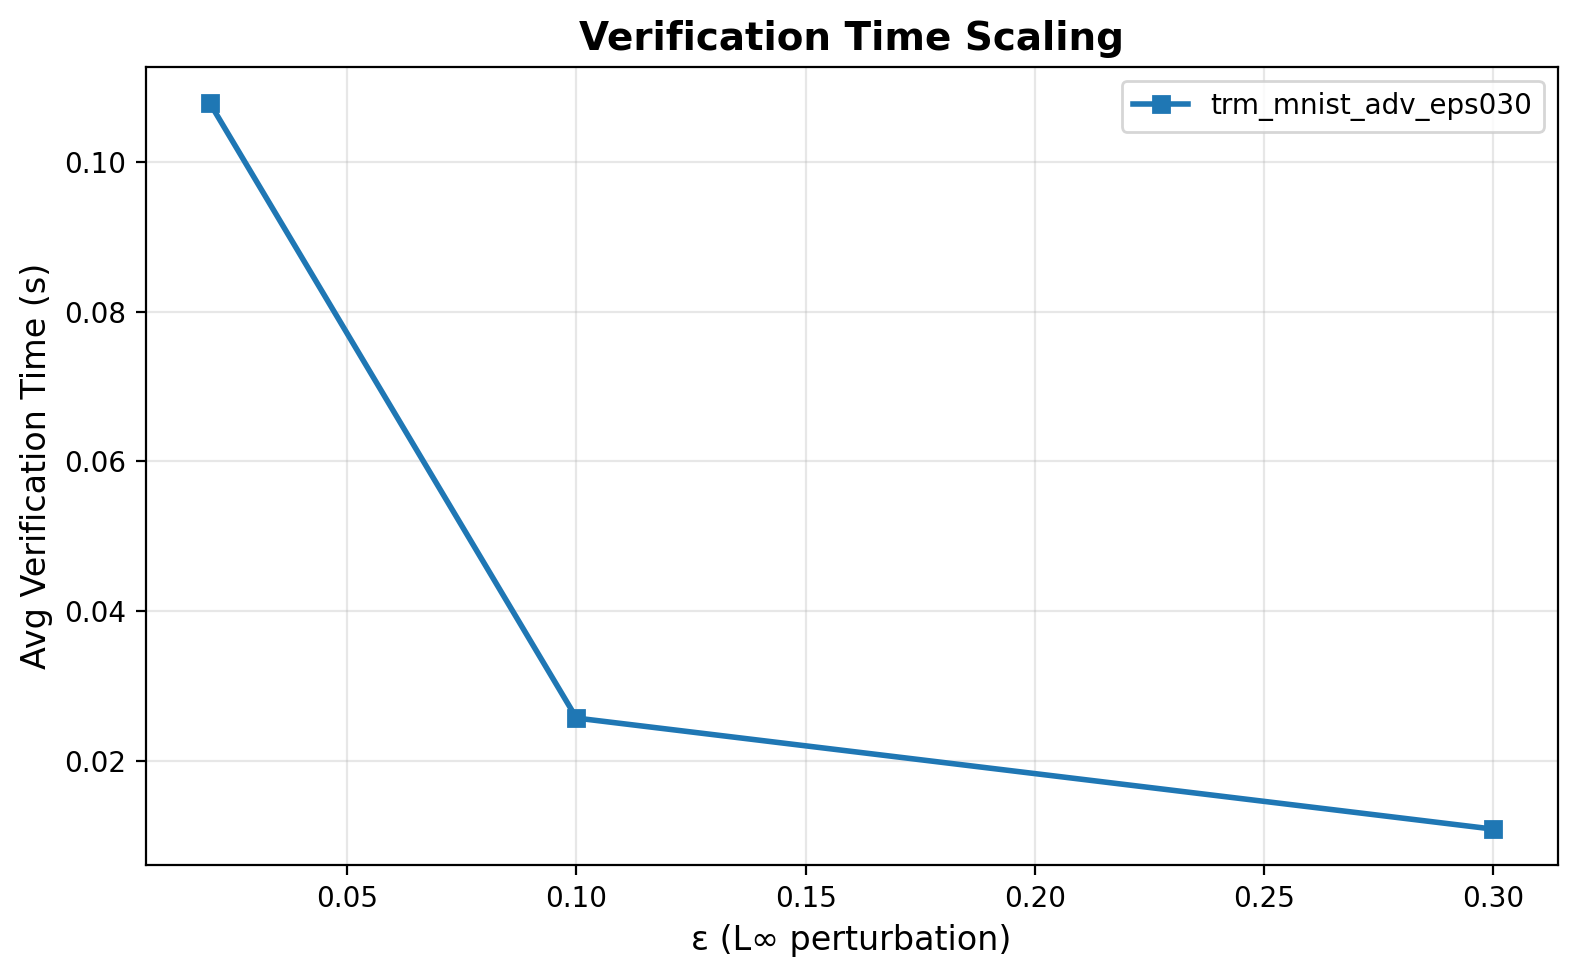 Verification Time Scaling
trm_mnist_adv_eps030
Avg Verification Time (s)
0.10
0.08
0.06
0.04
0.02
0.05
0.10
0.15
0.20
0.25
0.30
ε (L∞ perturbation)